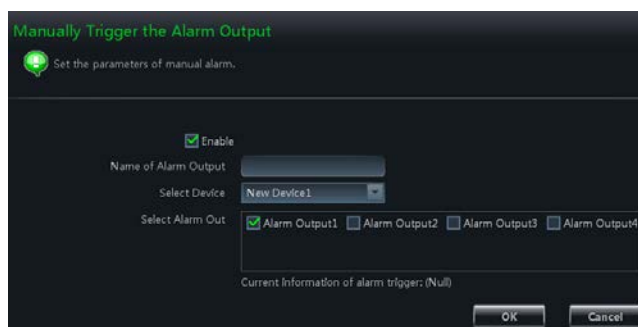 Manually Trigger the Alarm Output
Set the parameters of manual alarm.
Enable
Name of Alarm Output
Select Device New Device1
Select Alarm Out Alarm Output1 Alarm Output2 Alarm Output3 Alarm Output4
Current information of alarm trigger: (Null)
OK Cancel